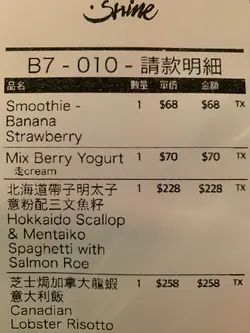 Shine
B7 - 010 - 請款明細
品名 數量 單價 金額
Smoothie - 1 $68 $68 TX
Banana
Strawberry
Mix Berry Yogurt 1 $70 $70 TX
走cream
北海道帶子明太子 1 $228 $228 TX
意粉配三文魚籽
Hokkaido Scallop
& Mentaiko
Spaghetti with
Salmon Roe
芝士焗加拿大龍蝦 1 $258 $258 TX
意大利飯
Canadian
Lobster Risotto